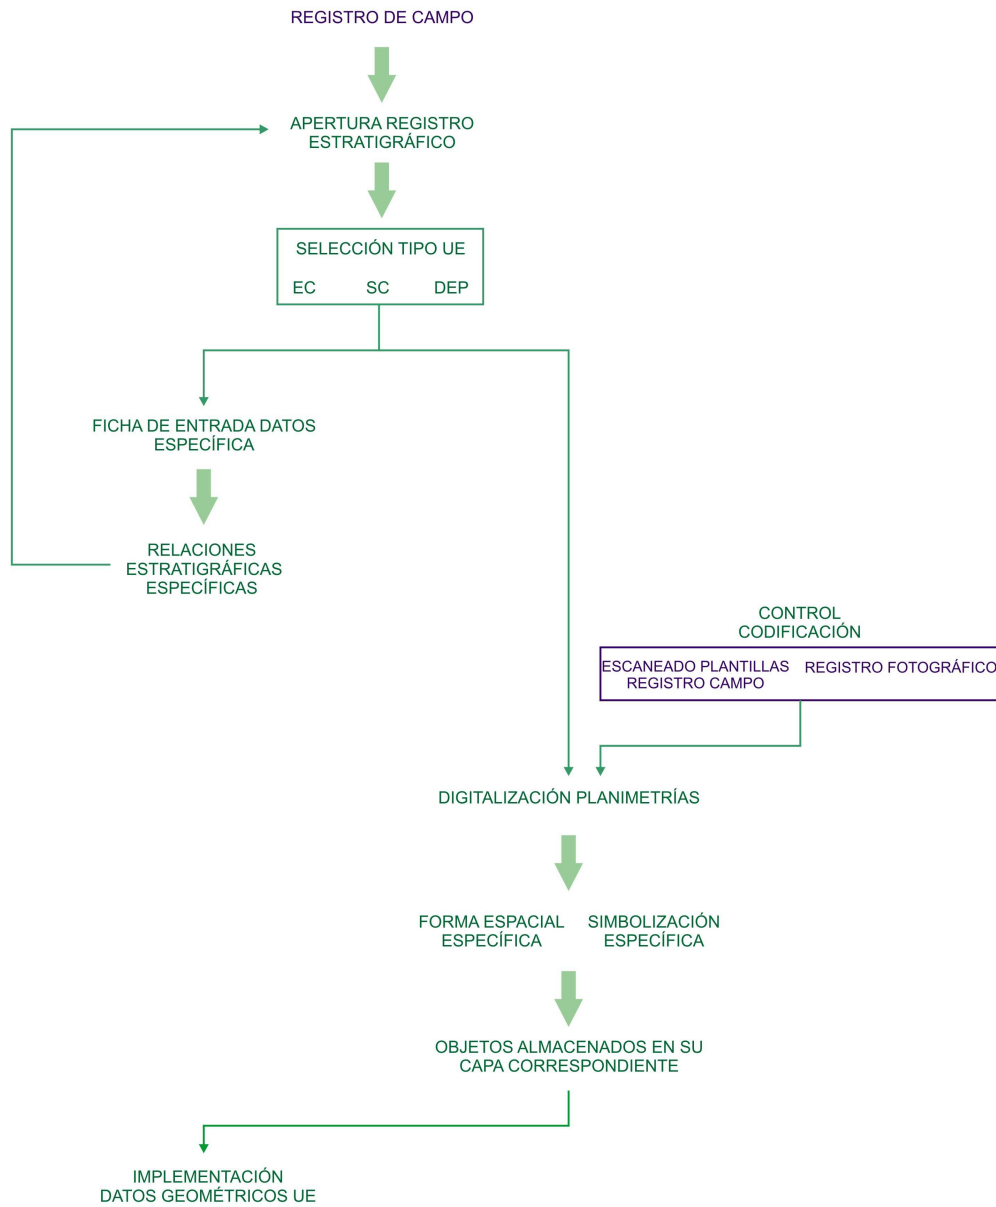 REGISTRO DE CAMPO
APERTURA REGISTRO
ESTRATIGRÁFICO
SELECCIÓN TIPO UE
EC SC DEP
FICHA DE ENTRADA DATOS
ESPECÍFICA
RELACIONES
ESTRATIGRÁFICAS
ESPECÍFICAS
CONTROL
CODIFICACIÓN
ESCANEADO PLANTILLAS
REGISTRO CAMPO
REGISTRO FOTOGRÁFICO
DIGITALIZACIÓN PLANIMETRÍAS
FORMA ESPACIAL
ESPECÍFICA
SIMBOLIZACIÓN
ESPECÍFICA
OBJETOS ALMACENADOS EN SU
CAPA CORRESPONDIENTE
IMPLEMENTACIÓN
DATOS GEOMÉTRICOS UE